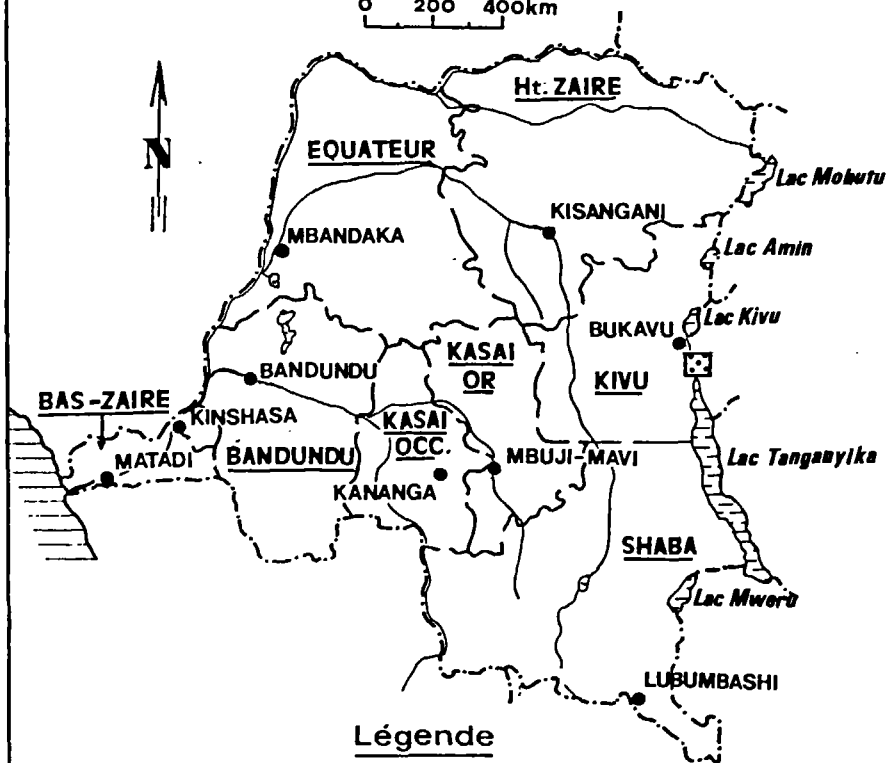 0 200 400km
N
Ht. ZAIRE
EQUATEUR
Lac Mobutu
KISANGANI
MBANDAKA
Lac Amin
Lac Kivu
BUKAVU
KASAI
OR
KIVU
BANDUNDU
BAS-ZAIRE
KINSHASA
KASAI
OCC.
BANDUNDU
MATADI
MBUJI-MAVI
Lac Tanganyika
KANANGA
SHABA
Lac Mweru
LUBUMBASHI
Légende